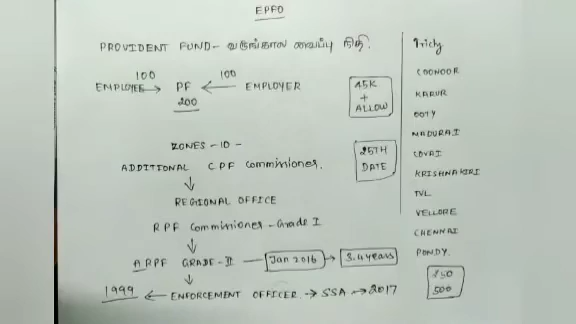 EPFO
PROVIDENT FUND - வருங்கால வைப்பு நிதி.
100 100
EMPLOYEE → PF ← EMPLOYER
200
45K
+
ALLOW
ZONES - 10 -
ADDITIONAL CPF Commissioner.
25TH
DATE
↓
REGIONAL OFFICE
RPF Commissioner - Grade I
↓
ARPF GRADE - II — Jan 2016 → 3.4 years
↓
1999 ← ENFORCEMENT OFFICER → SSA → 2017
Trichy
COONOOR
KARUR
OOTY
MADURAI
COVAI
KRISHNAKIRI
TVL
VELLORE
CHENNAI
PONDY.
500